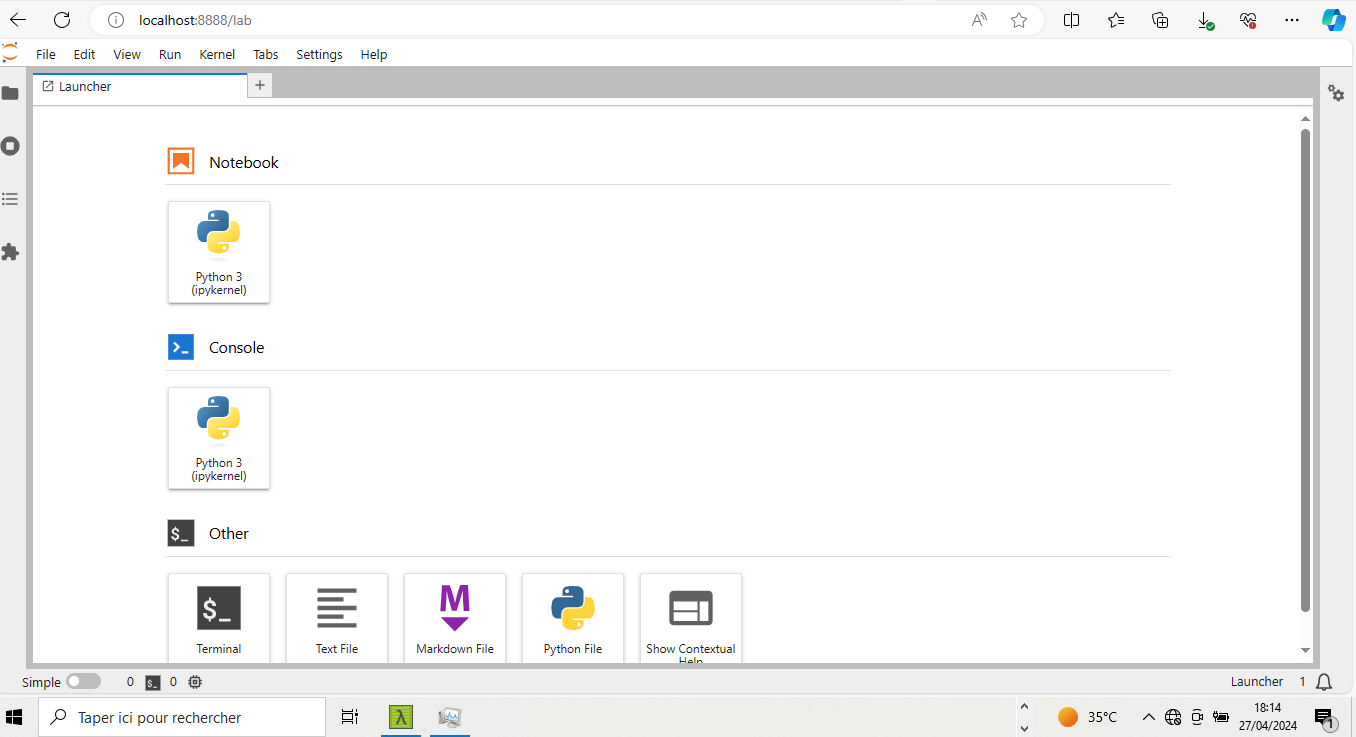 localhost:8888/lab
File Edit View Run Kernel Tabs Settings Help
Launcher
Notebook
Python 3
(ipykernel)
Console
Python 3
(ipykernel)
$_ Other
$_
M
Terminal Text File Markdown File Python File Show Contextual
Help
Simple 0 $_ 0 Launcher 1
Taper ici pour rechercher
λ
35°C
18:14
27/04/2024
1